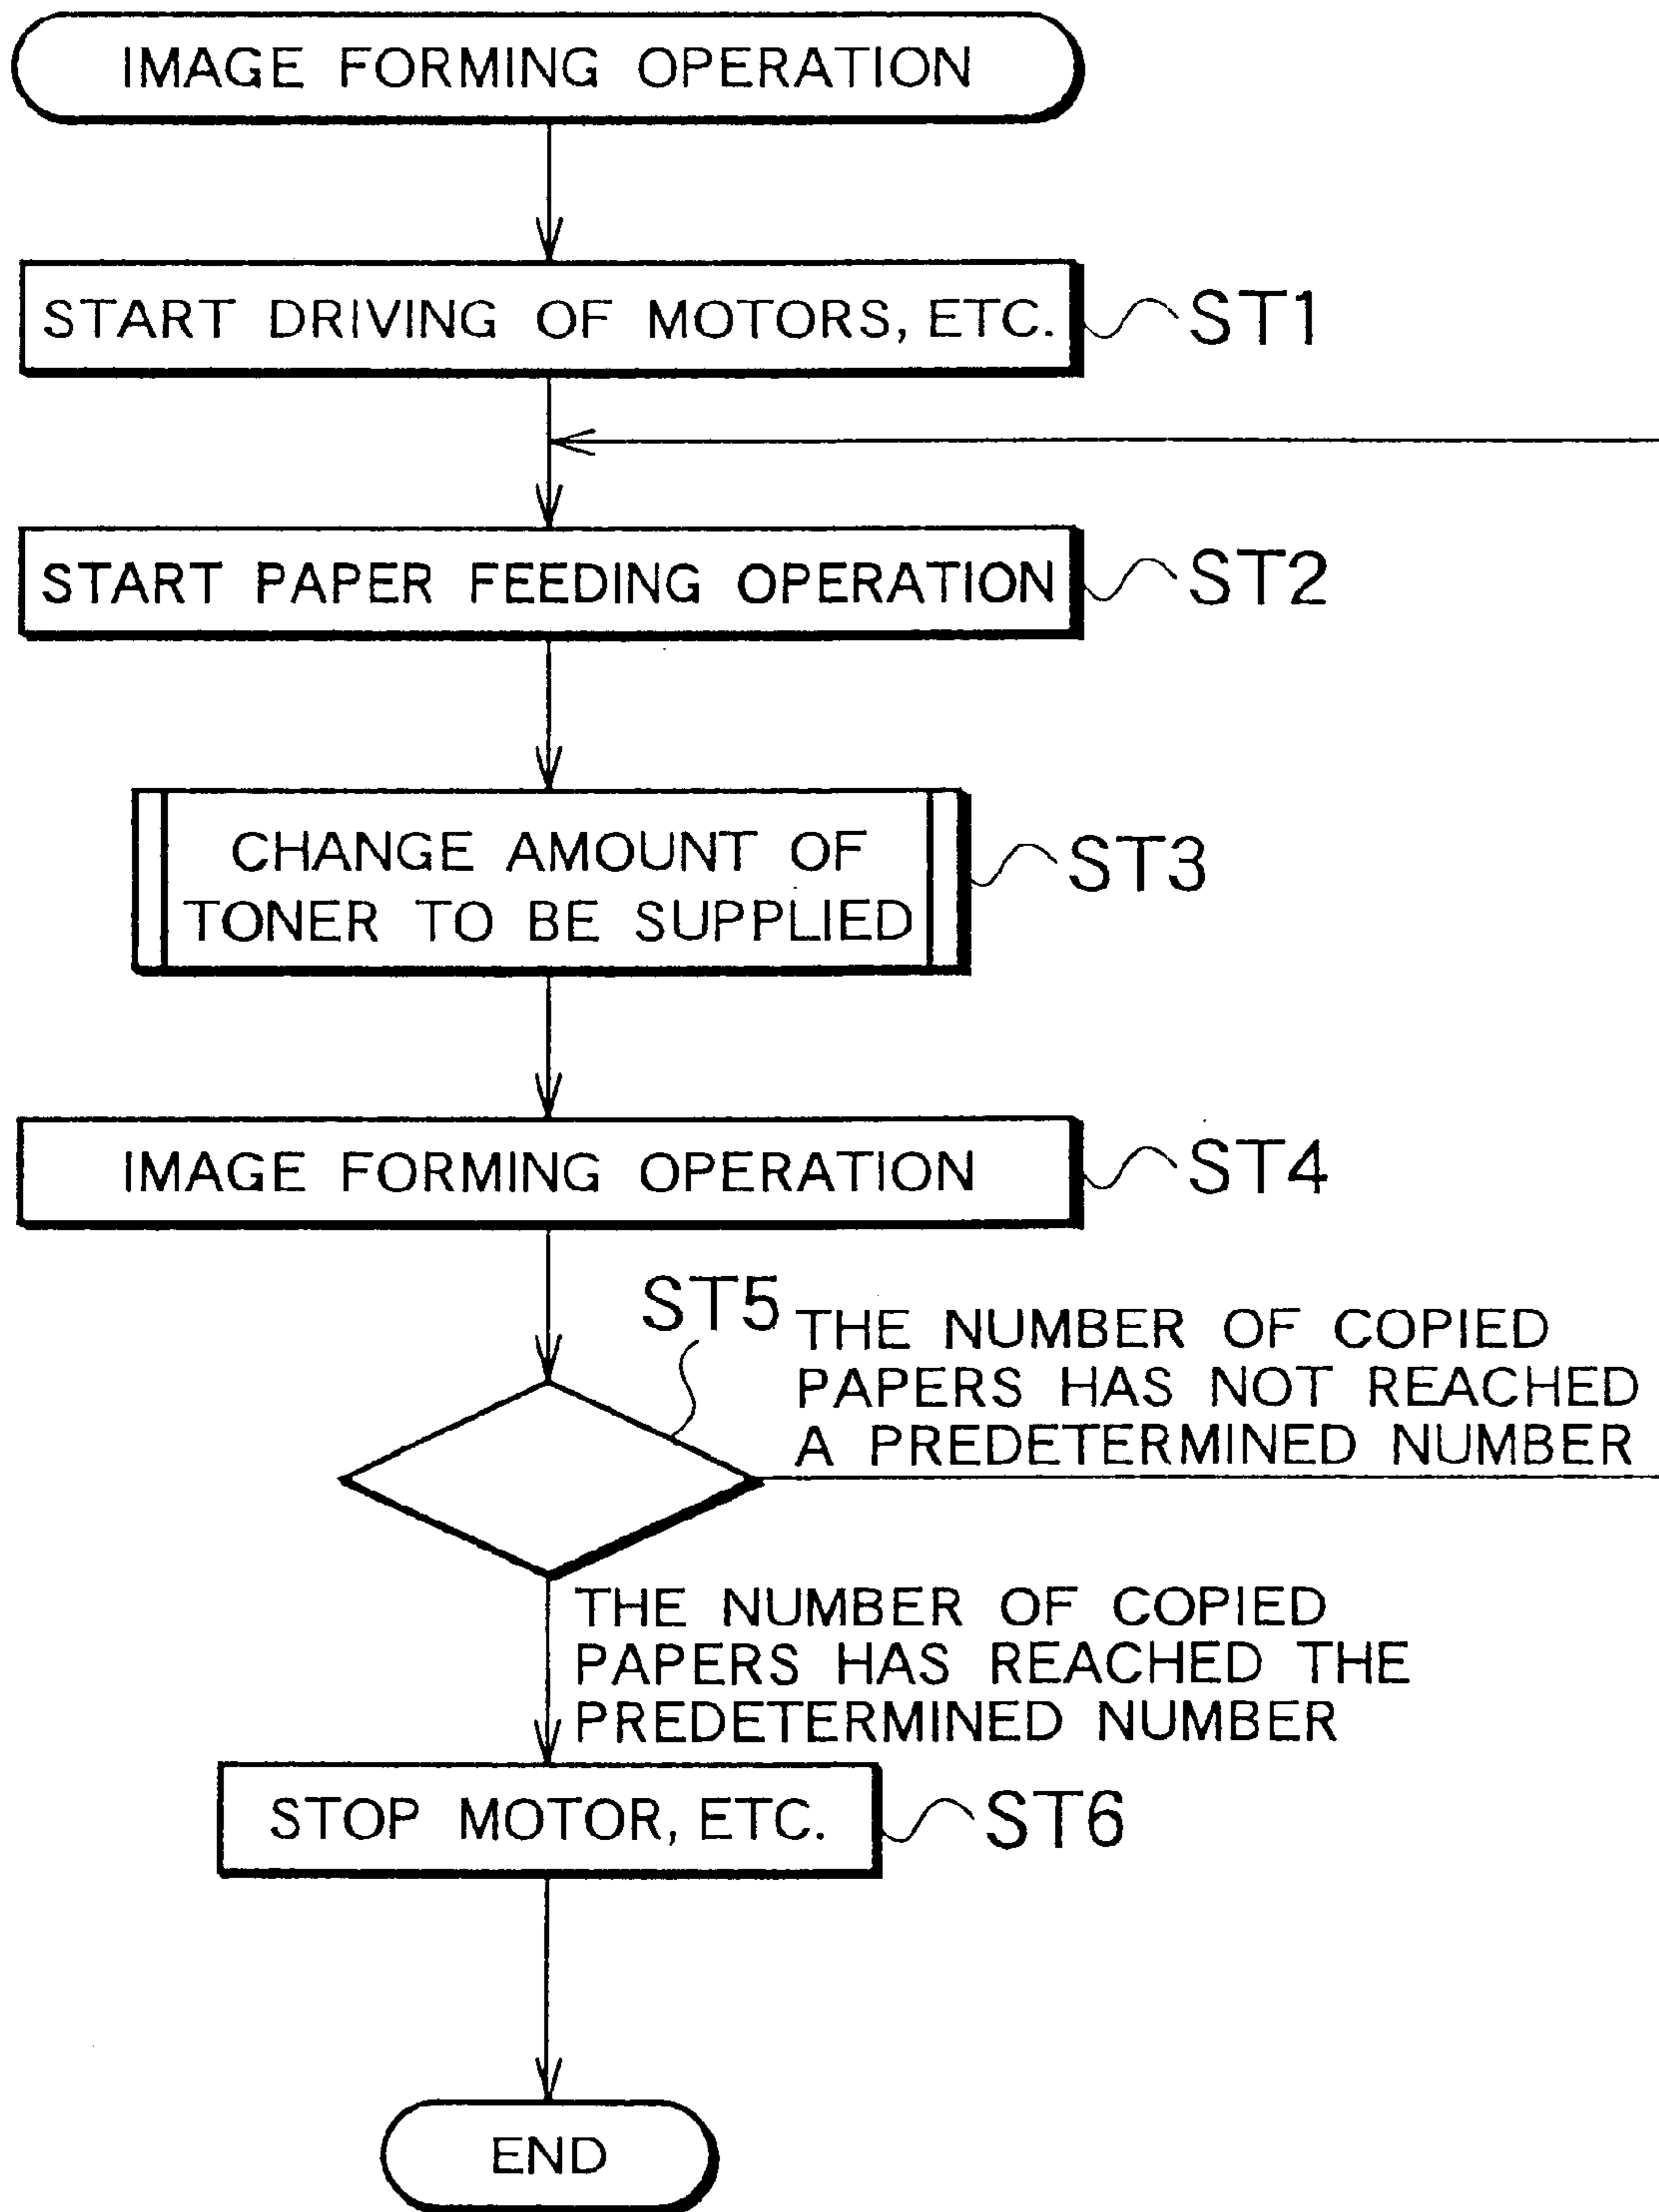 IMAGE FORMING OPERATION
START DRIVING OF MOTORS, ETC.
ST1
START PAPER FEEDING OPERATION
ST2
CHANGE AMOUNT OF
TONER TO BE SUPPLIED
ST3
IMAGE FORMING OPERATION
ST4
ST5
THE NUMBER OF COPIED
PAPERS HAS NOT REACHED
A PREDETERMINED NUMBER
THE NUMBER OF COPIED
PAPERS HAS REACHED THE
PREDETERMINED NUMBER
STOP MOTOR, ETC.
ST6
END